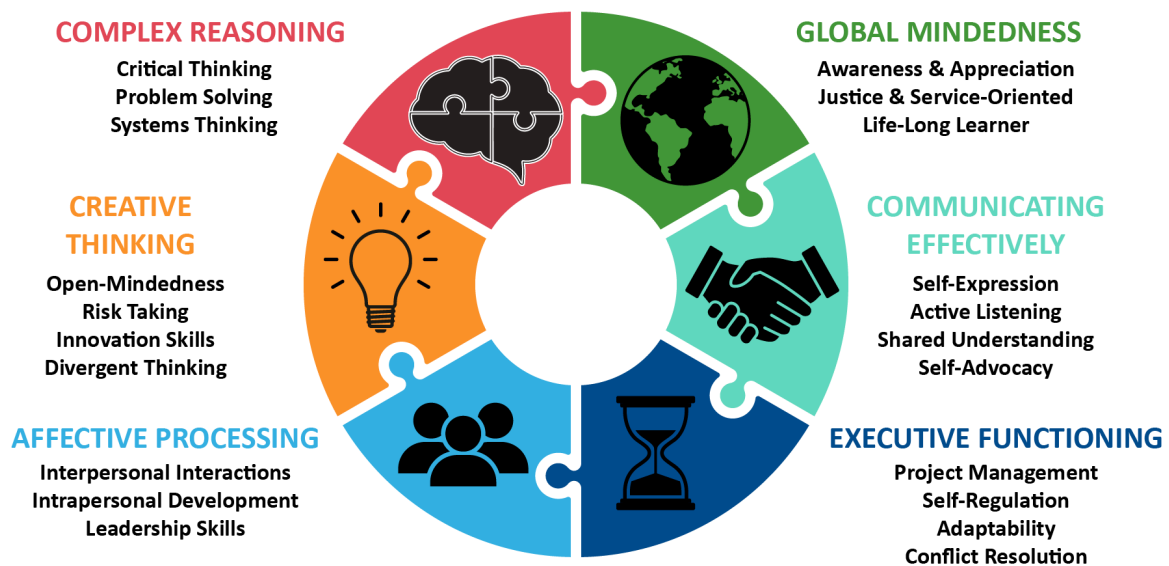 COMPLEX REASONING
Critical Thinking
Problem Solving
Systems Thinking
CREATIVE
THINKING
Open-Mindedness
Risk Taking
Innovation Skills
Divergent Thinking
AFFECTIVE PROCESSING
Interpersonal Interactions
Intrapersonal Development
Leadership Skills
GLOBAL MINDEDNESS
Awareness & Appreciation
Justice & Service-Oriented
Life-Long Learner
COMMUNICATING
EFFECTIVELY
Self-Expression
Active Listening
Shared Understanding
Self-Advocacy
EXECUTIVE FUNCTIONING
Project Management
Self-Regulation
Adaptability
Conflict Resolution